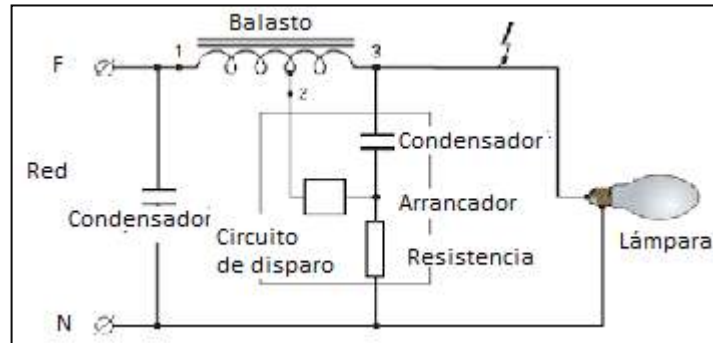 Balasto
F
1
3
2
Condensador
Red
Condensador
Arrancador
Circuito
de disparo
Resistencia
Lámpara
N